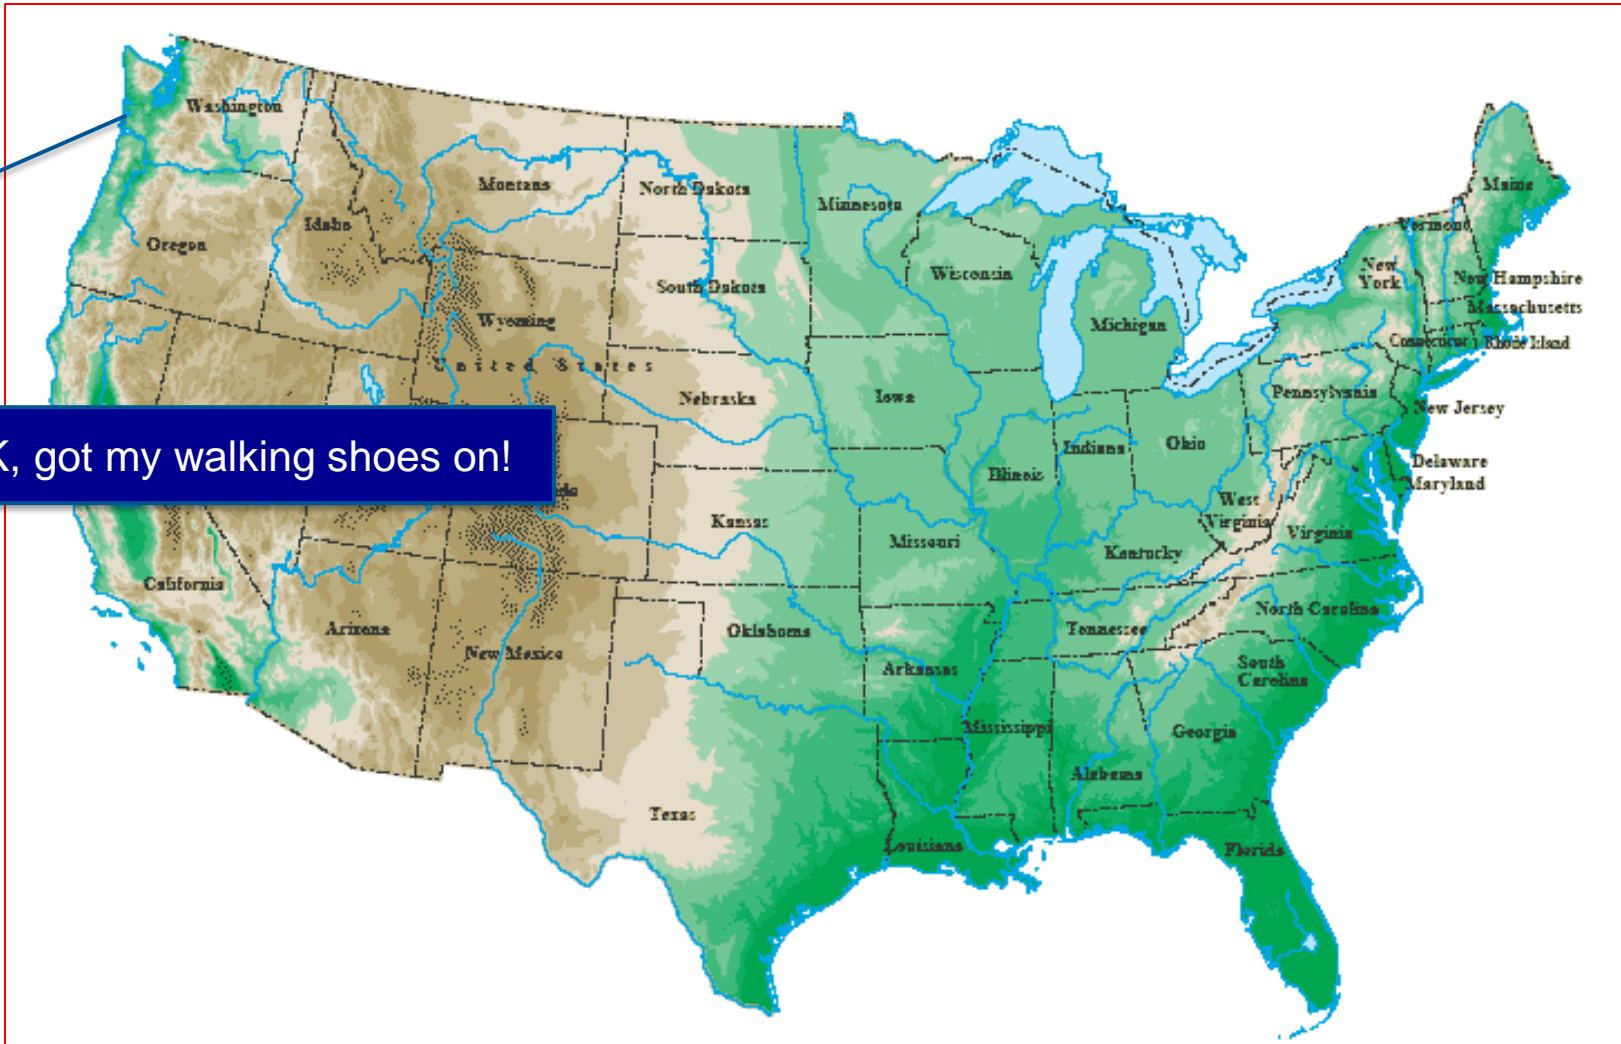 Washington
Montana
North Dakota
Minnesota
Maine
Idaho
Oregon
Vermont
New
York
New Hampshire
Massachusetts
Wisconsin
South Dakota
Michigan
Wyoming
Connecticut
Rhode Island
United States
Nebraska
Iowa
Pennsylvania
New Jersey
K, got my walking shoes on!
Illinois
Indiana
Ohio
Delaware
Maryland
West
Virginia
Virginia
Kansas
Missouri
Kentucky
California
Arizona
New Mexico
Oklahoma
Tennessee
North Carolina
South
Carolina
Arkansas
Mississippi
Georgia
Alabama
Texas
Louisiana
Florida